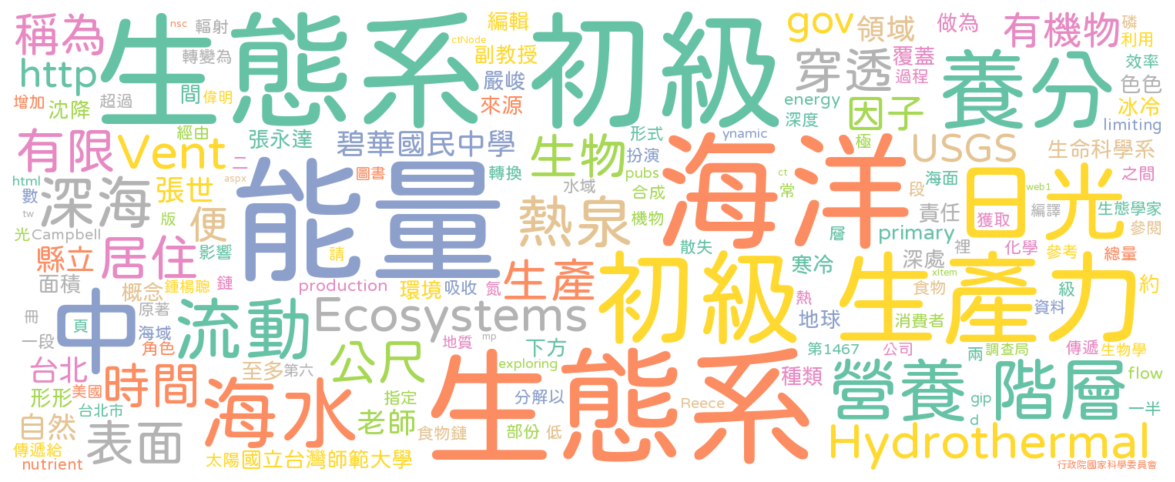 nsc
輻射
ctNode
編輯
gov
領域
做為
有機物
磷
利用
稱為
生態系 初級
轉變為
副教授
覆蓋
效率
http
間
嚴峻
穿透
過程
養分
色色
增加
沈降
超過
偉明
來源
energy
因子
冰冷
深度
limiting
有限
Vent
經由
張永達
碧華國民中學
形式
ynamic
極
USGS
生命科學系
二
生物
扮演
html
深海
張世
aspx
圖書
轉換
pubs
海洋
ct
段
海面
日光
web1
之間
數
便
能量
熱泉
水域
合成
常
責任
獲取
編譯
生態學家
tw
版
機物
光
Campbell
影響
請
散失
層
primary
參閱
縣立
居住
寒冷
深處
裡
化學
參考
總量
面積
鍾楊聰
鏈
production
環境
吸收
氮
生產
熱
xItem
食物
級
約
概念
原著
Ecosystems
初級
生產力
地球
消費者
資料
冊
中
頁
海域
流動
一段
角色
地質
mp
公尺
下方
第1467
公司
兩
調查局
傳遞
生物學
台北
美國
時間
至多
第六
exploring
生態系
種類
營養 階層
flow
形形
台北市
海水
指定
分解以
Reece
gip
一半
自然
表面
老師
d
傳遞給
食物鏈
部份
低
Hydrothermal
nutrient
太陽
國立台灣師範大學
行政院國家科學委員會